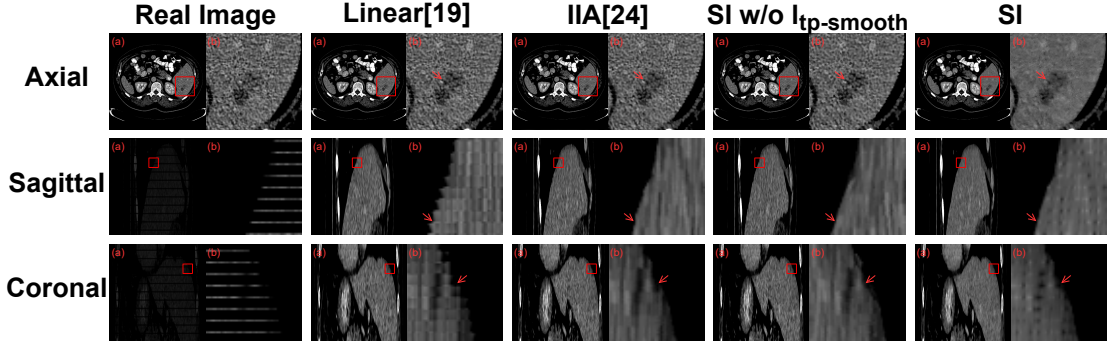 Real Image Linear[19] IIA[24] SI w/o l_tp-smooth SI
Axial
(a) (b) (a) (b) (a) (b) (a) (b) (a) (b)
Sagittal
(a) (b) (a) (b) (a) (b) (a) (b) (a) (b)
Coronal
(a) (b) (a) (b) (a) (b) (a) (b) (a) (b)